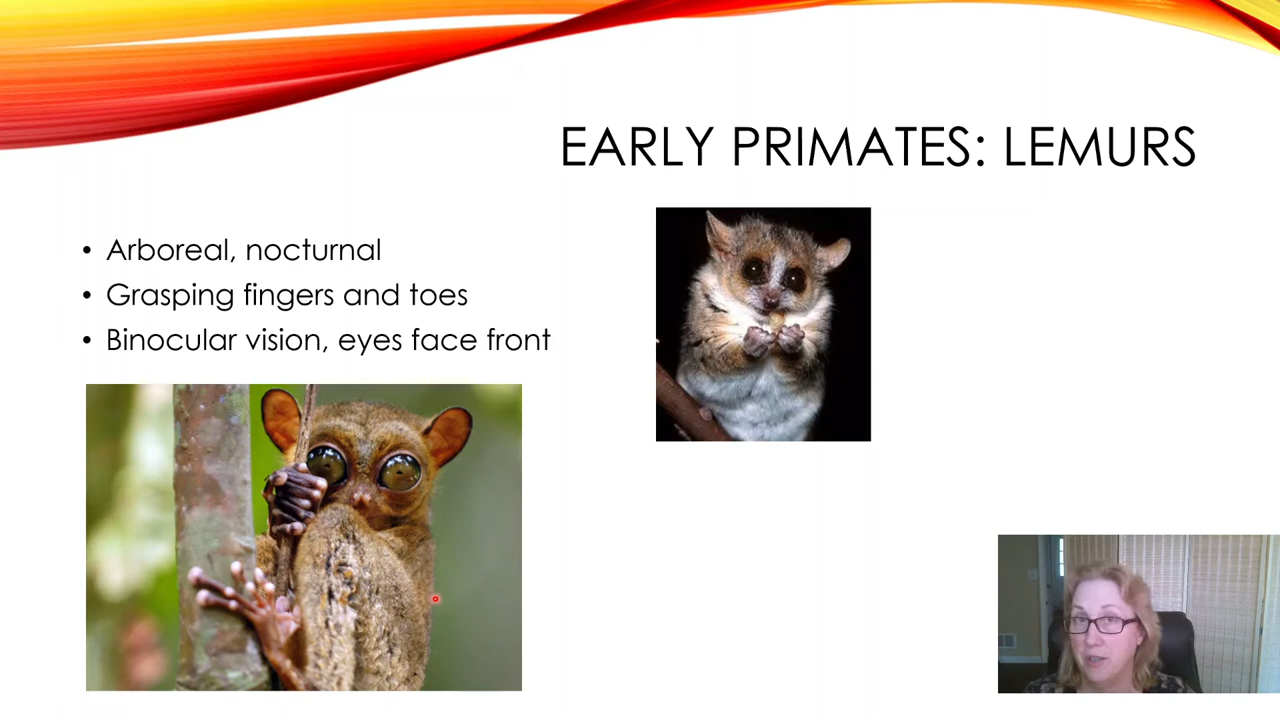 EARLY PRIMATES: LEMURS
• Arboreal, nocturnal
• Grasping fingers and toes
• Binocular vision, eyes face front